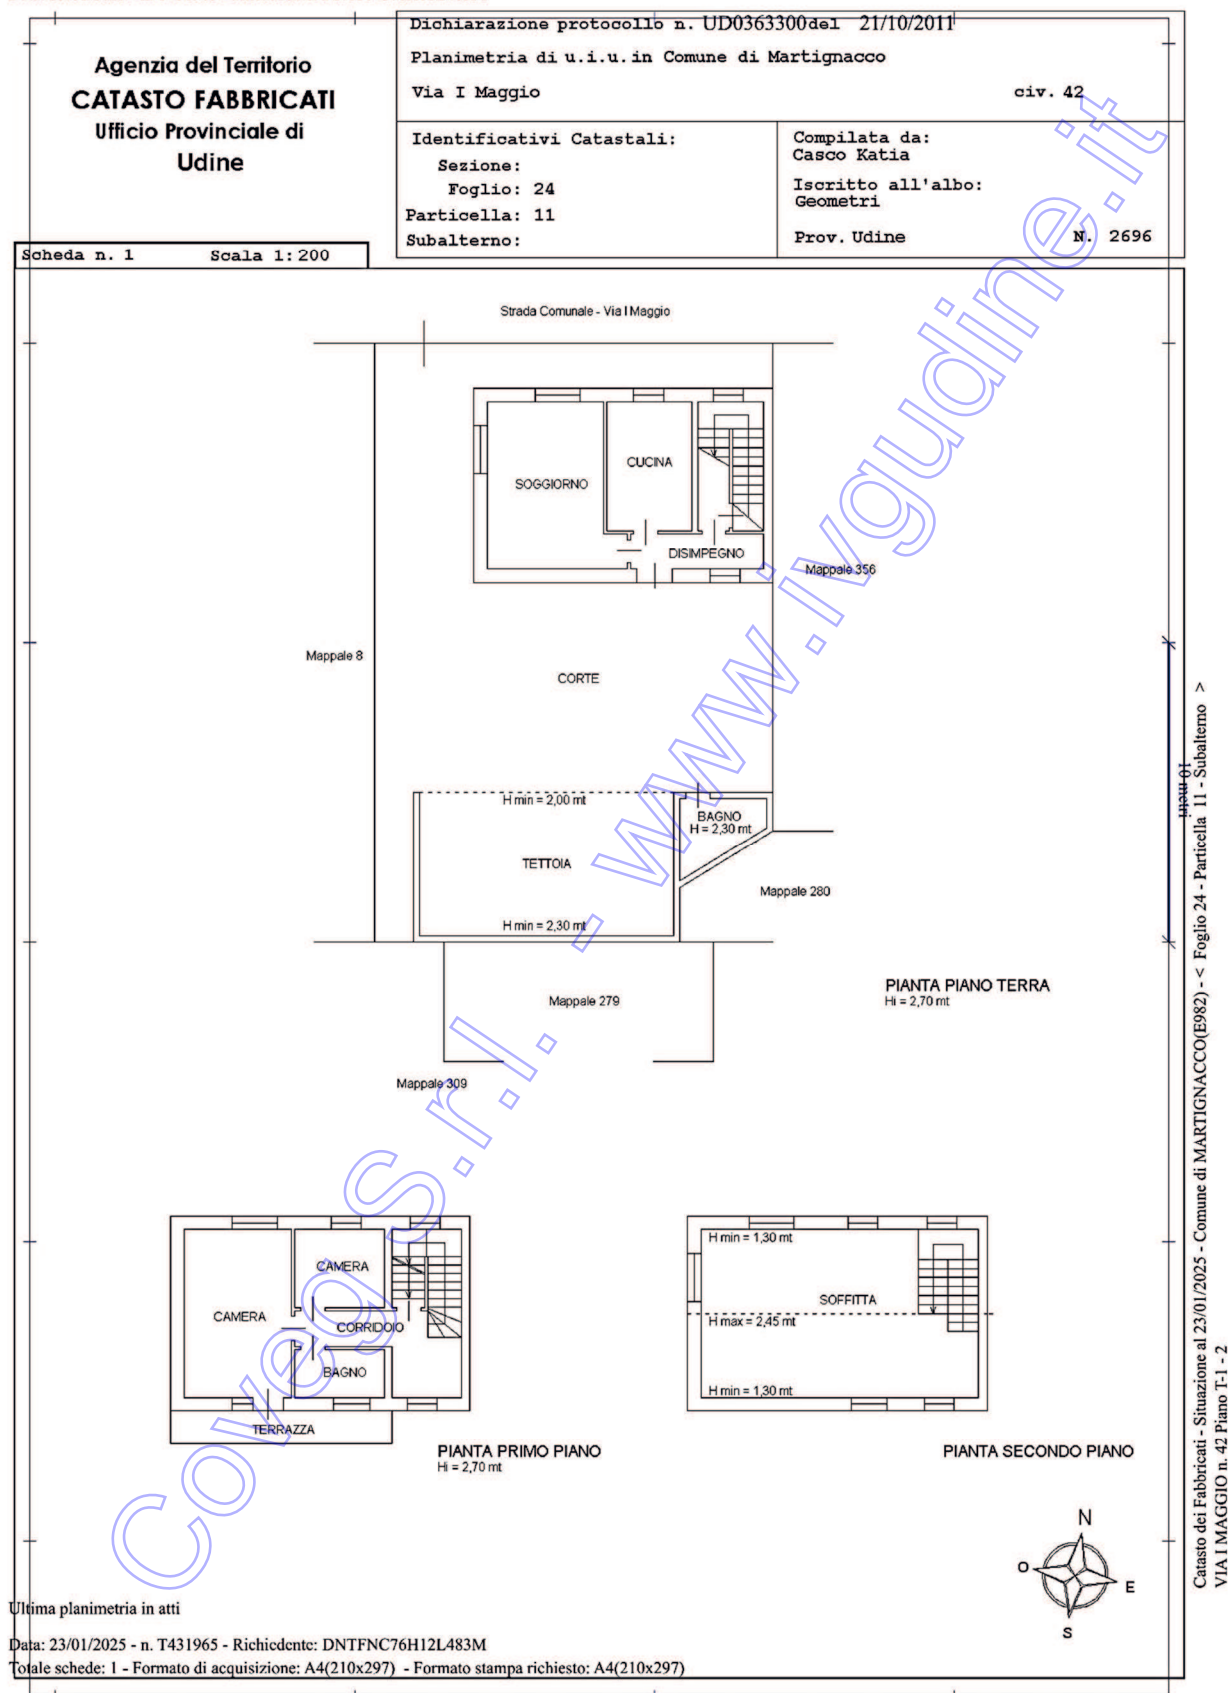 Dichiarazione protocollo n. UD0363300 del 21/10/2011
Planimetria di u.i.u. in Comune di Martignacco
Via I Maggio civ. 42
Agenzia del Territorio
CATASTO FABBRICATI
Ufficio Provinciale di
Udine
Identificativi Catastali:
Sezione:
Foglio: 24
Particella: 11
Subalterno:
Compilata da:
Casco Katia
Iscritto all'albo:
Geometri
Prov. Udine N. 2696
Scheda n. 1 Scala 1:200
Strada Comunale - Via I Maggio
CUCINA
SOGGIORNO
DISIMPEGNO
Mappale 356
Mappale 8
CORTE
H min = 2,00 mt
BAGNO
H = 2,30 mt
TETTOIA
Mappale 280
H min = 2,30 mt
PIANTA PIANO TERRA
Hi = 2,70 mt
Mappale 279
Mappale 309
CAMERA
CAMERA
CORRIDOIO
BAGNO
TERRAZZA
PIANTA PRIMO PIANO
Hi = 2,70 mt
H min = 1,30 mt
SOFFITTA
H max = 2,45 mt
H min = 1,30 mt
PIANTA SECONDO PIANO
N
O
E
S
10 metri
Catasto dei Fabbricati - Situazione al 23/01/2025 - Comune di MARTIGNACCO(E982) - < Foglio 24 - Particella 11 - Subalterno >
VIA I MAGGIO n. 42 Piano T-1 - 2
Ultima planimetria in atti
Data: 23/01/2025 - n. T431965 - Richiedente: DNTFNC76H12L483M
Totale schede: 1 - Formato di acquisizione: A4(210x297) - Formato stampa richiesto: A4(210x297)
Coveg S.r.l. - www.ivgudine.it